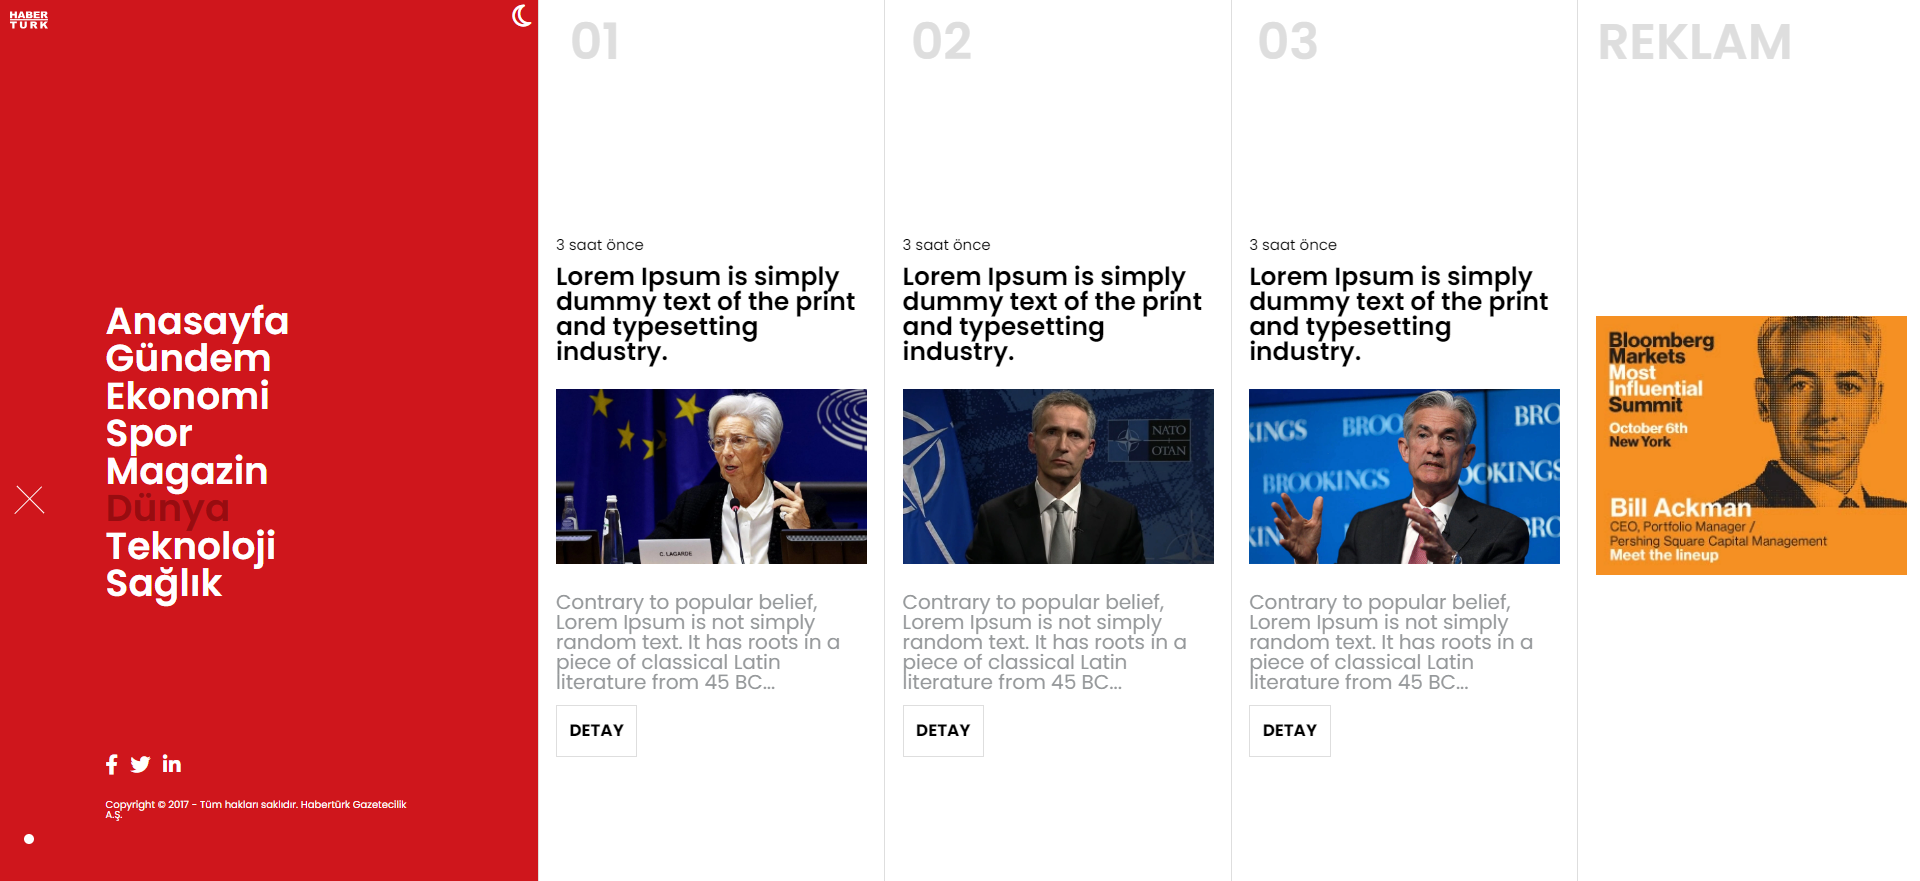 HABER
TURK
Anasayfa
Gündem
Ekonomi
Spor
Magazin
Dünya
Teknoloji
Sağlık
Copyright © 2017 - Tüm hakları saklıdır. Habertürk Gazetecilik
A.Ş.
01
3 saat önce
Lorem Ipsum is simply
dummy text of the print
and typesetting
industry.
C. LAGARDE
Contrary to popular belief,
Lorem Ipsum is not simply
random text. It has roots in a
piece of classical Latin
literature from 45 BC...
DETAY
02
3 saat önce
Lorem Ipsum is simply
dummy text of the print
and typesetting
industry.
NATO
OTAN
Contrary to popular belief,
Lorem Ipsum is not simply
random text. It has roots in a
piece of classical Latin
literature from 45 BC...
DETAY
03
3 saat önce
Lorem Ipsum is simply
dummy text of the print
and typesetting
industry.
KINGS BROO BRO
BROOKINGS OOKINGS
KIN BRO
Contrary to popular belief,
Lorem Ipsum is not simply
random text. It has roots in a
piece of classical Latin
literature from 45 BC...
DETAY
REKLAM
Bloomberg
Markets
Most
Influential
Summit
October 6th
New York
Bill Ackman
CEO, Portfolio Manager /
Pershing Square Capital Management
Meet the lineup